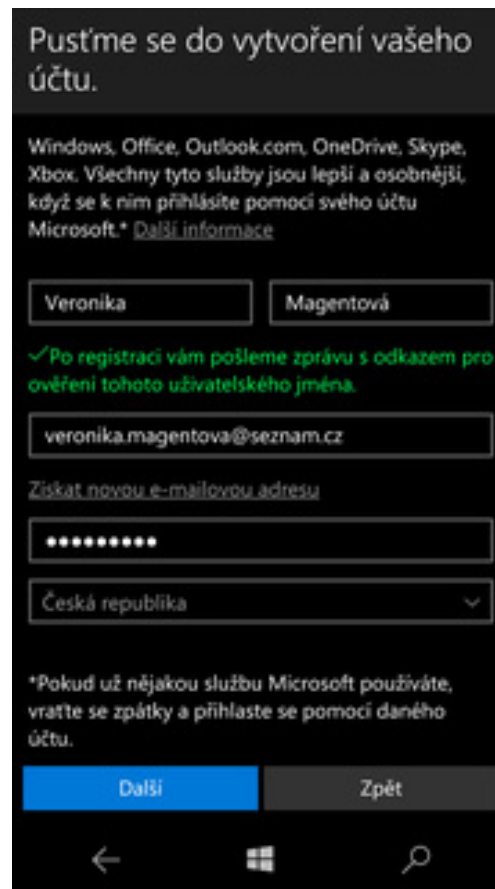 Pusťme se do vytvoření vašeho
účtu.
Windows, Office, Outlook.com, OneDrive, Skype,
Xbox. Všechny tyto služby jsou lepší a osobnější,
když se k nim přihlásíte pomocí svého účtu
Microsoft.* Další informace
Veronika Magentová
✓Po registraci vám pošleme zprávu s odkazem pro
ověření tohoto uživatelského jména.
veronika.magentova@seznam.cz
Získat novou e-mailovou adresu
•••••••••
Česká republika
*Pokud už nějakou službu Microsoft používáte,
vraťte se zpátky a přihlaste se pomocí daného
účtu.
Další Zpět